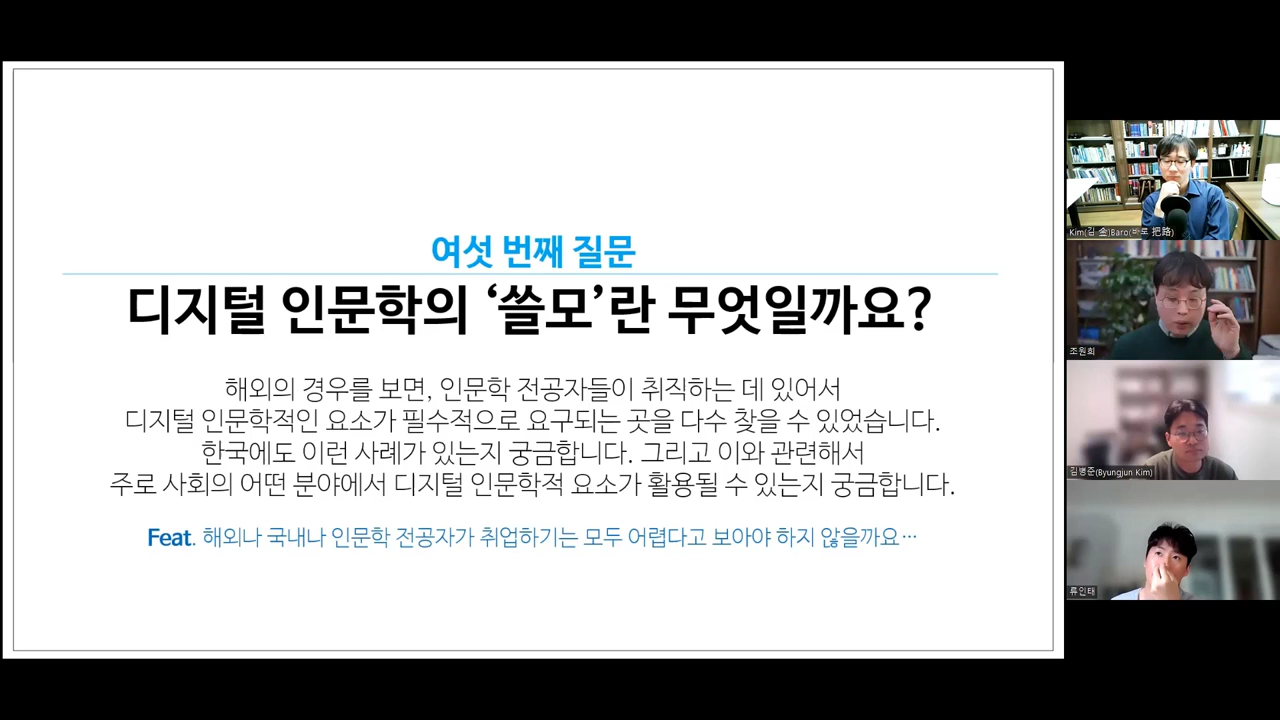 여섯 번째 질문
디지털 인문학의 ‘쓸모’란 무엇일까요?
해외의 경우를 보면, 인문학 전공자들이 취직하는 데 있어서
디지털 인문학적인 요소가 필수적으로 요구되는 곳을 다수 찾을 수 있었습니다.
한국에도 이런 사례가 있는지 궁금합니다. 그리고 이와 관련해서
주로 사회의 어떤 분야에서 디지털 인문학적 요소가 활용될 수 있는지 궁금합니다.
Feat. 해외나 국내나 인문학 전공자가 취업하기는 모두 어렵다고 보아야 하지 않을까요…
Kim(김 金)Baro(바로 把路)
조원희
김병준(Byungjun Kim)
류인태